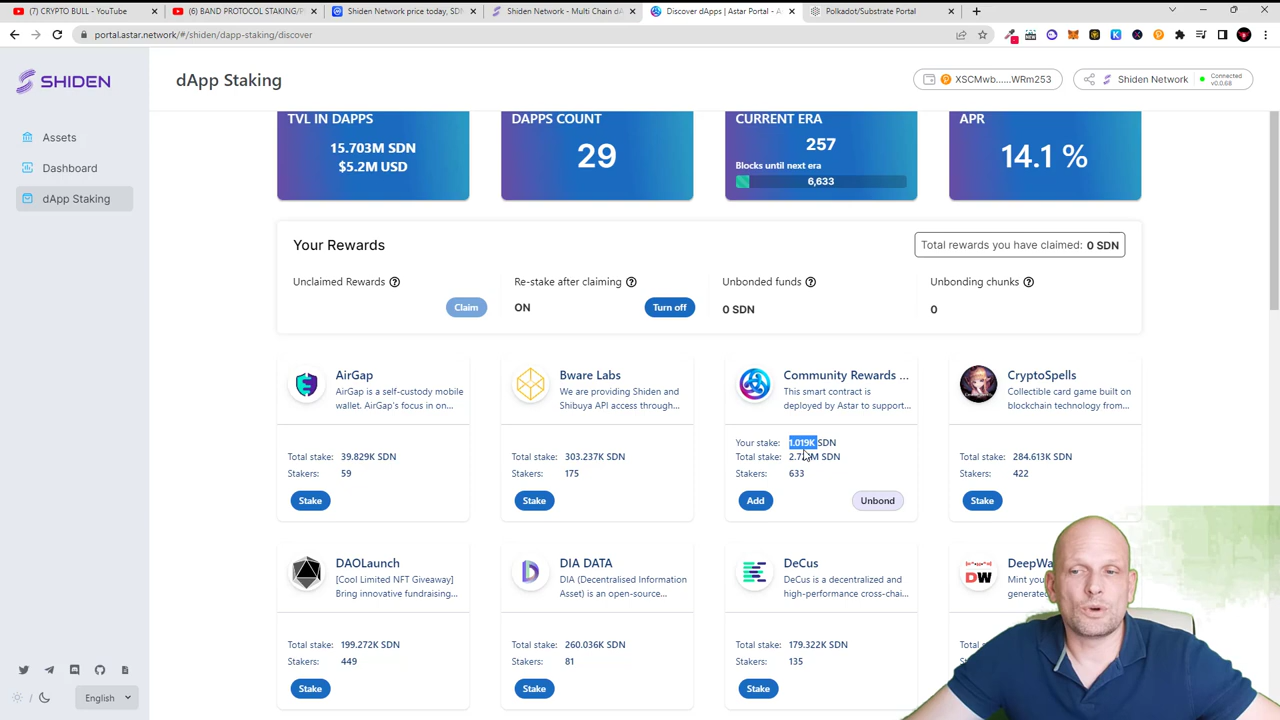 (7) CRYPTO BULL - YouTube
(6) BAND PROTOCOL STAKING/
Shiden Network price today, SDN
Shiden Network - Multi Chain dA
Discover dApps | Astar Portal - A
Polkadot/Substrate Portal
portal.astar.network/#/shiden/dapp-staking/discover
SHIDEN
dApp Staking
XSCMwb......WRm253
Shiden Network
Connected
v0.0.68
Assets
Dashboard
dApp Staking
TVL IN DAPPS
15.703M SDN
$5.2M USD
DAPPS COUNT
29
CURRENT ERA
257
Blocks until next era
6,633
APR
14.1 %
Your Rewards
Total rewards you have claimed: 0 SDN
Unclaimed Rewards
Claim
Re-stake after claiming
ON
Turn off
Unbonded funds
0 SDN
Unbonding chunks
0
AirGap
AirGap is a self-custody mobile
wallet. AirGap's focus in on...
Total stake: 39.829K SDN
Stakers: 59
Stake
Bware Labs
We are providing Shiden and
Shibuya API access through...
Total stake: 303.237K SDN
Stakers: 175
Stake
Community Rewards ...
This smart contract is
deployed by Astar to support...
Your stake: 1.019K SDN
Total stake: SDN
Stakers: 633
Add
Unbond
CryptoSpells
Collectible card game built on
blockchain technology from...
Total stake: 284.613K SDN
Stakers: 422
Stake
DAOLaunch
[Cool Limited NFT Giveaway]
Bring innovative fundraising...
Total stake: 199.272K SDN
Stakers: 449
Stake
DIA DATA
DIA (Decentralised Information
Asset) is an open-source...
Total stake: 260.036K SDN
Stakers: 81
Stake
DeCus
DeCus is a decentralized and
high-performance cross-chai...
Total stake: 179.322K SDN
Stakers: 135
Stake
DW
Mint
Total stake:
Stake
English